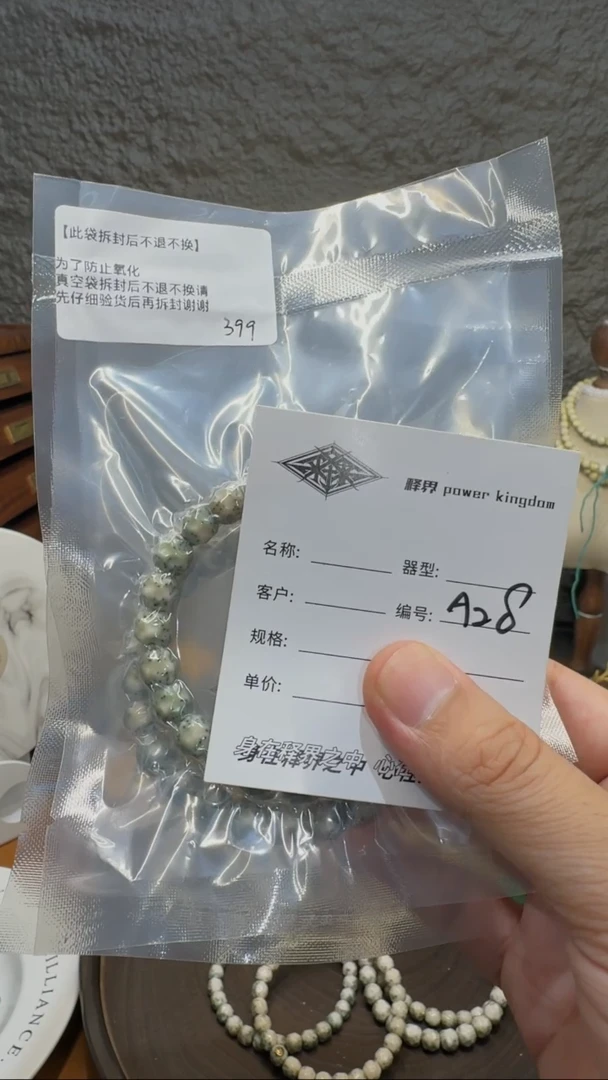 【此袋拆封后不退不换】
为了防止氧化
真空袋拆封后不退不换请
先仔细验货后再拆封谢谢
399
释界 power kingdom
名称:
器型:
客户:
编号: A28
规格:
单价:
身在释界之中 心
ILLIANCE.